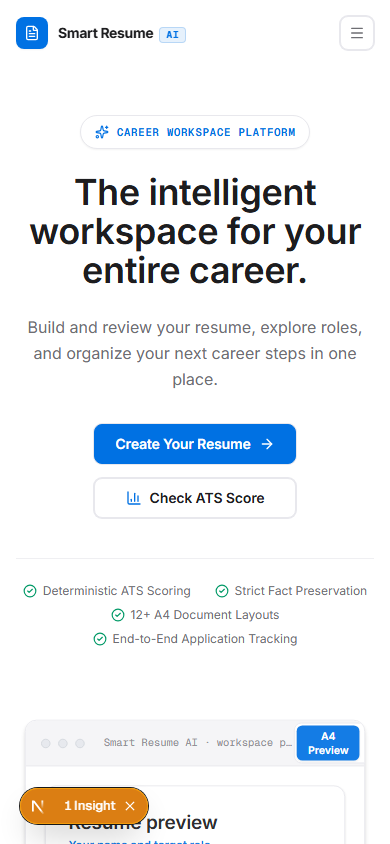 Smart Resume AI
CAREER WORKSPACE PLATFORM
The intelligent
workspace for your
entire career.
Build and review your resume, explore roles,
and organize your next career steps in one
place.
Create Your Resume
Check ATS Score
Deterministic ATS Scoring
Strict Fact Preservation
12+ A4 Document Layouts
End-to-End Application Tracking
Smart Resume AI · workspace p…
A4
Preview
N 1 Insight
Resume preview